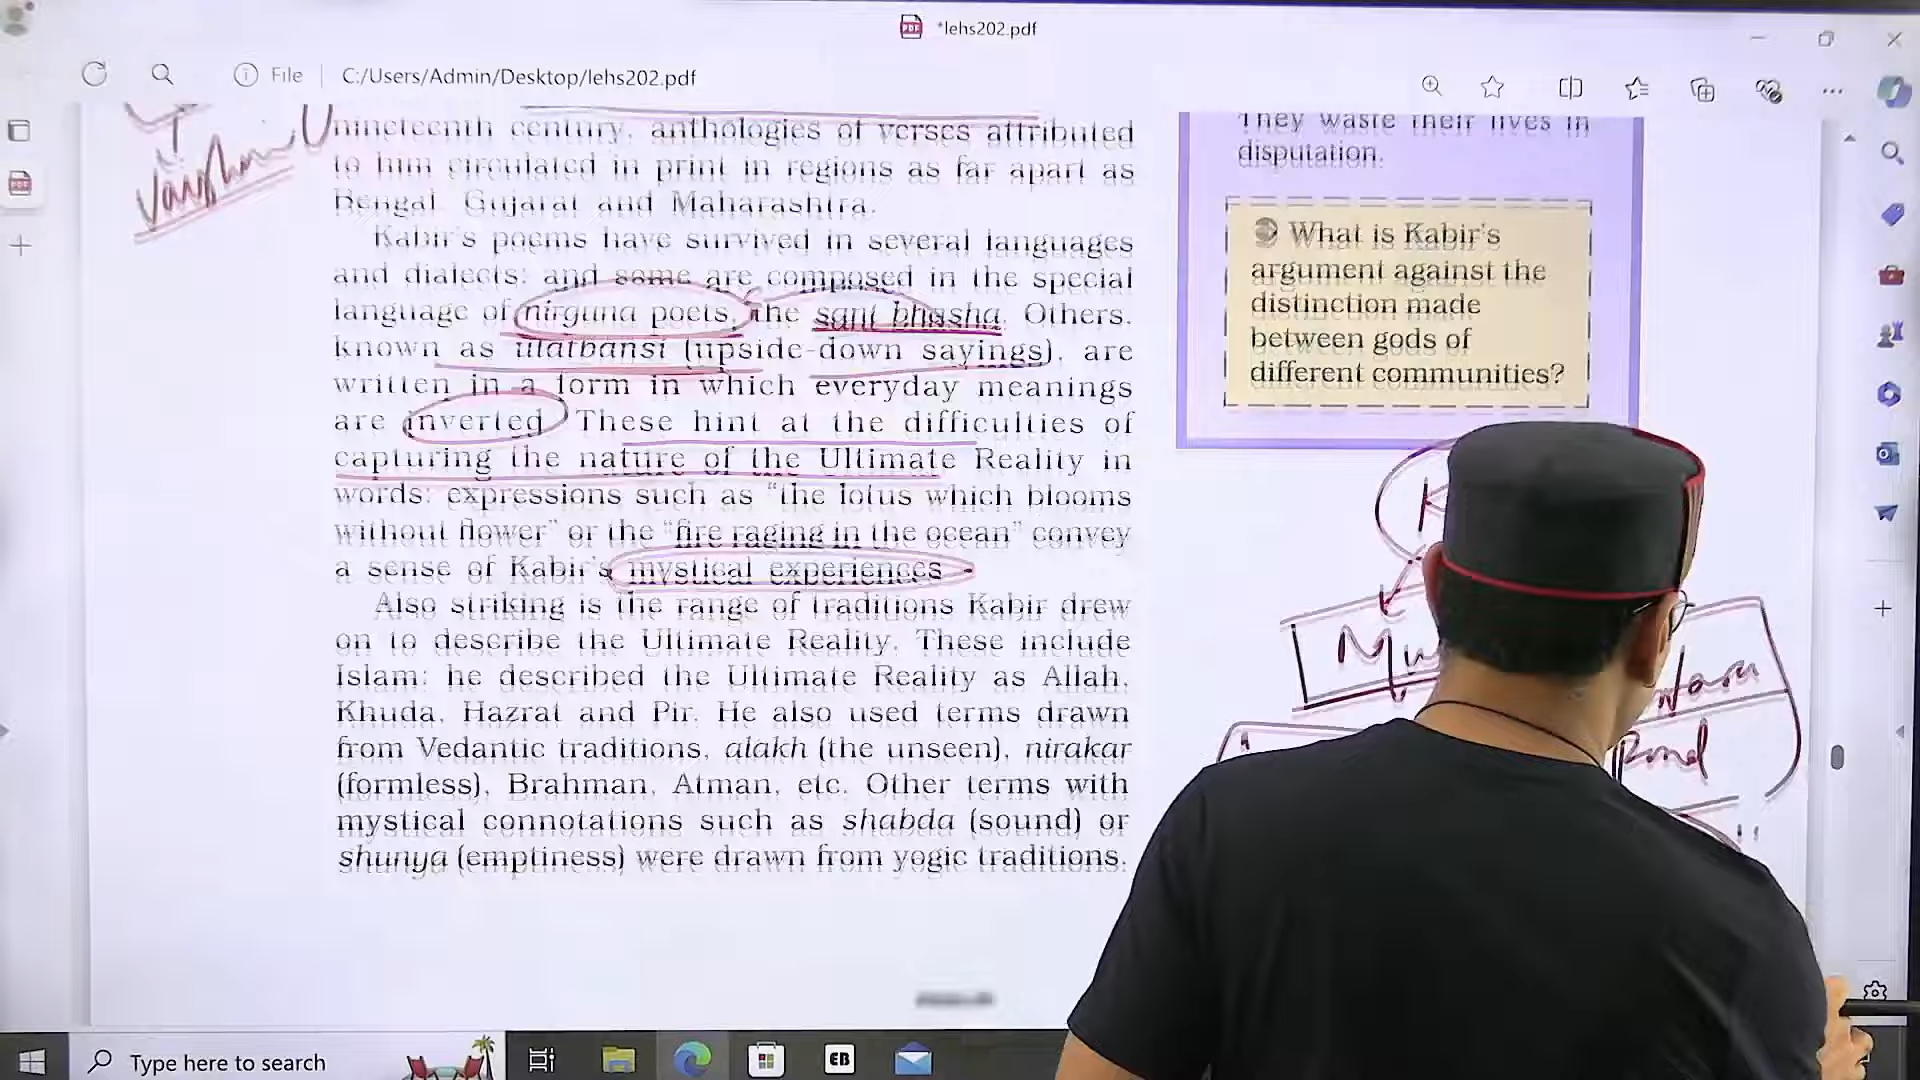 *lehs202.pdf
File
C:/Users/Admin/Desktop/lehs202.pdf
nineteenth century, anthologies of verses attributed
to him circulated in print in regions as far apart as
Bengal, Gujarat and Maharashtra.
Kabir's poems have survived in several languages
and dialects; and some are composed in the special
language of nirguna poets, the sant bhasha. Others,
known as ulatbansi (upside-down sayings), are
written in a form in which everyday meanings
are inverted. These hint at the difficulties of
capturing the nature of the Ultimate Reality in
words: expressions such as "the lotus which blooms
without flower" or the "fire raging in the ocean" convey
a sense of Kabir's mystical experiences.
Also striking is the range of traditions Kabir drew
on to describe the Ultimate Reality. These include
Islam: he described the Ultimate Reality as Allah,
Khuda, Hazrat and Pir. He also used terms drawn
from Vedantic traditions, alakh (the unseen), nirakar
(formless), Brahman, Atman, etc. Other terms with
mystical connotations such as shabda (sound) or
shunya (emptiness) were drawn from yogic traditions.
They waste their lives in
disputation.
What is Kabir's
argument against the
distinction made
between gods of
different communities?
Type here to search
EB